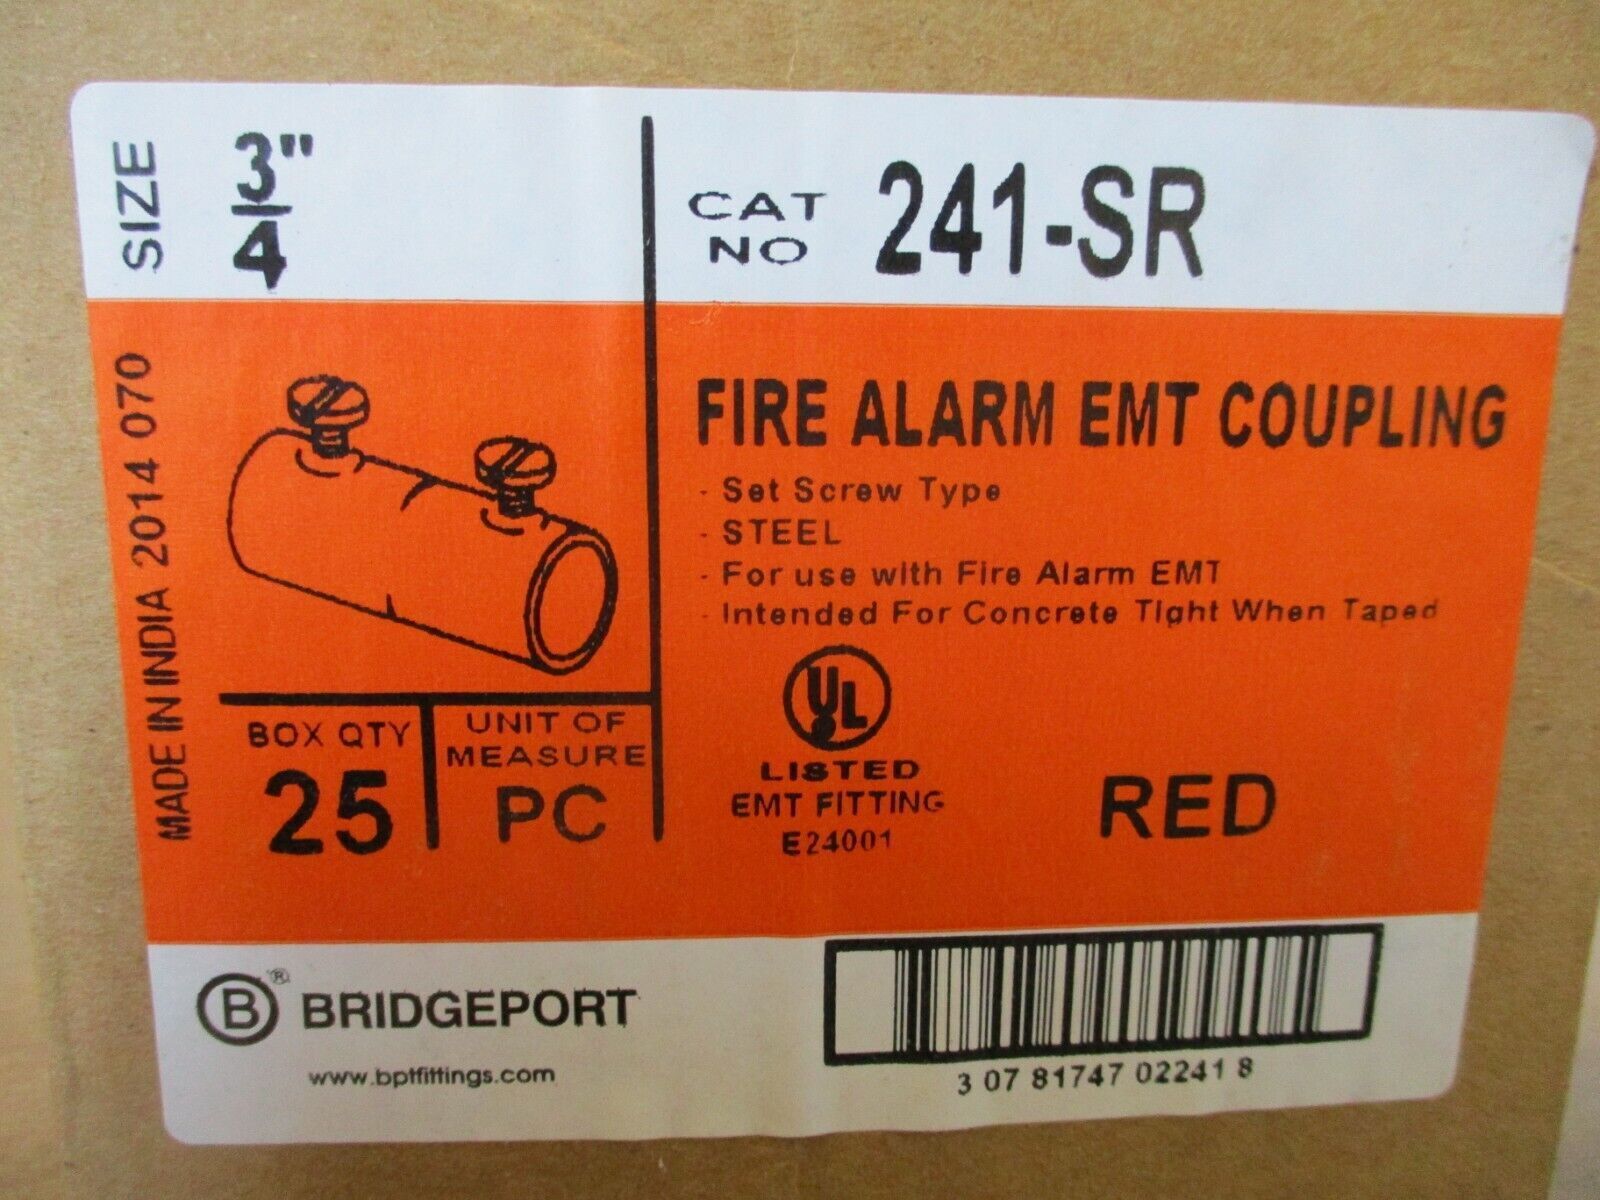 SIZE
3"
4
CAT
NO
241-SR
MADE IN INDIA 2014 070
FIRE ALARM EMT COUPLING
- Set Screw Type
- STEEL
- For use with Fire Alarm EMT
- Intended For Concrete Tight When Taped
BOX QTY
25
UNIT OF
MEASURE
PC
UL
LISTED
EMT FITTING
E24001
RED
B® BRIDGEPORT
www.bptfittings.com
3 07 81747 02241 8